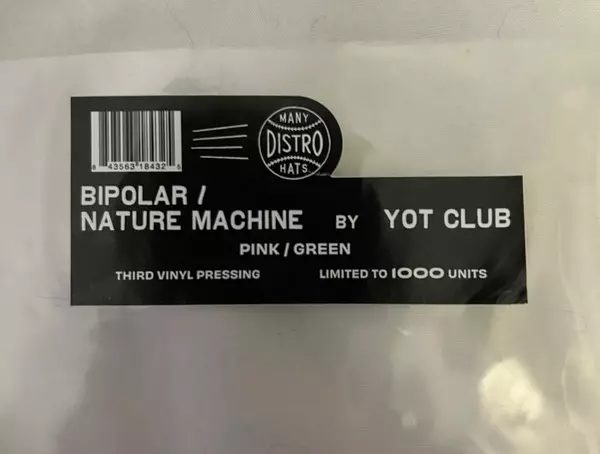 MANY
DISTRO
HATS
8 43563 18432 5
BIPOLAR /
NATURE MACHINE BY YOT CLUB
PINK / GREEN
THIRD VINYL PRESSING LIMITED TO 1000 UNITS